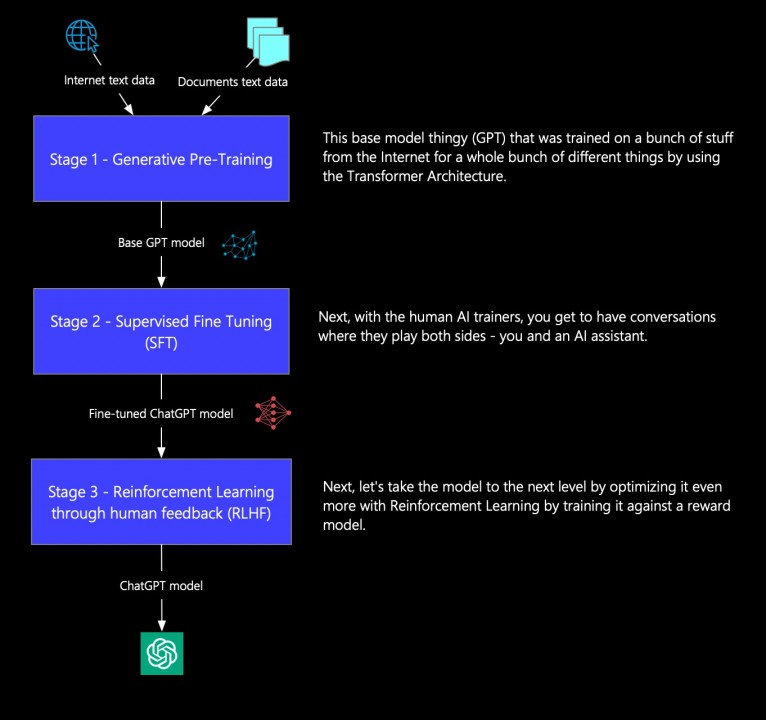 Internet text data
Documents text data
Stage 1 - Generative Pre-Training
This base model thingy (GPT) that was trained on a bunch of stuff
from the Internet for a whole bunch of different things by using
the Transformer Architecture.
Base GPT model
Stage 2 - Supervised Fine Tuning
(SFT)
Next, with the human AI trainers, you get to have conversations
where they play both sides - you and an AI assistant.
Fine-tuned ChatGPT model
Stage 3 - Reinforcement Learning
through human feedback (RLHF)
Next, let's take the model to the next level by optimizing it even
more with Reinforcement Learning by training it against a reward
model.
ChatGPT model